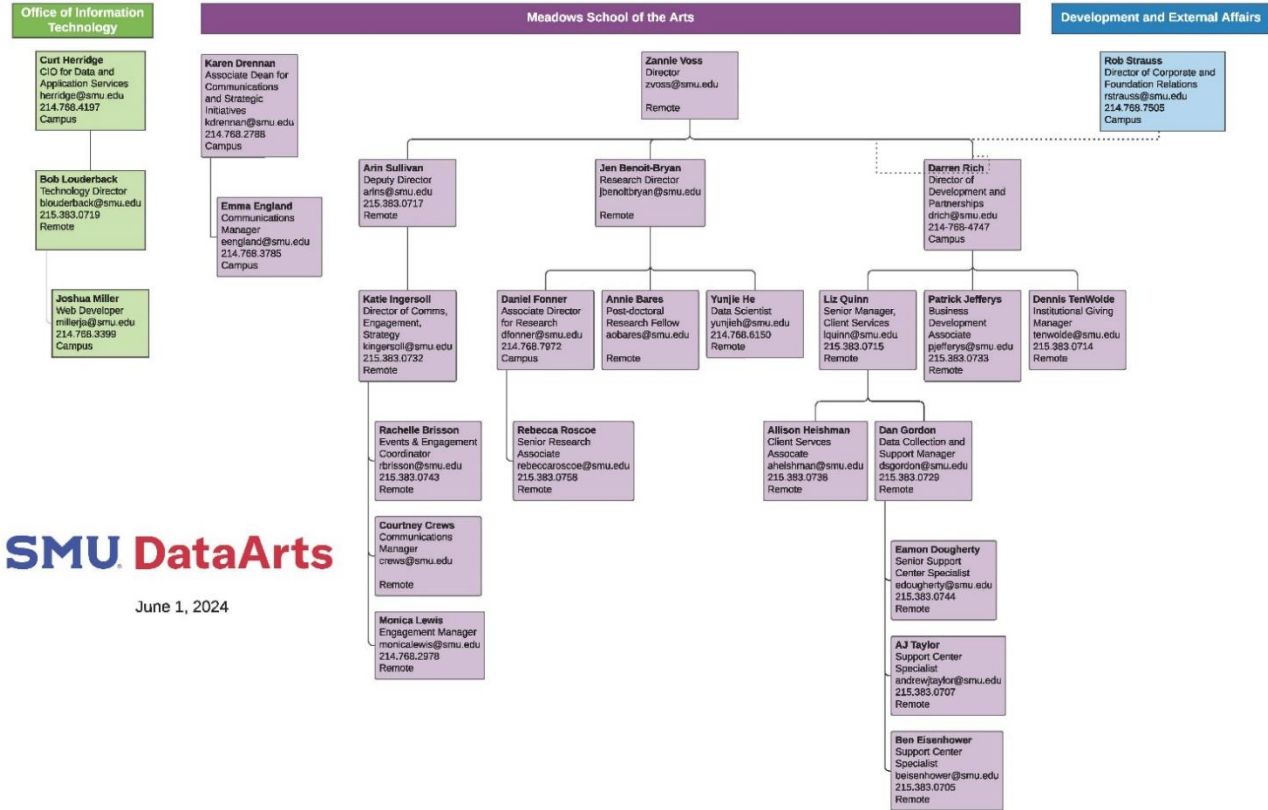 Office of Information
Technology
Meadows School of the Arts
Development and External Affairs
Curt Herridge
CIO for Data and
Application Services
herridge@smu.edu
214.768.4197
Campus
Bob Louderback
Technology Director
blouderback@smu.edu
215.383.0719
Remote
Joshua Miller
Web Developer
millerja@smu.edu
214.768.3399
Campus
Karen Drennan
Associate Dean for
Communications
and Strategic
Initiatives
kdrennan@smu.edu
214.768.2786
Campus
Emma England
Communications
Manager
eengland@smu.edu
214.768.3785
Campus
Zannie Voss
Director
zvoss@smu.edu
Remote
Rob Strauss
Director of Corporate and
Foundation Relations
rstrauss@smu.edu
214.768.7505
Campus
Arin Sullivan
Deputy Director
arins@smu.edu
215.383.0717
Remote
Jen Benoit-Bryan
Research Director
jbenoitbryan@smu.edu
Remote
Darren Rich
Director of
Development and
Partnerships
drich@smu.edu
214-768-4747
Campus
Katie Ingersoll
Director of Comms,
Engagement,
Strategy
kingersoll@smu.edu
215.383.0732
Remote
Daniel Fonner
Associate Director
for Research
dfonner@smu.edu
214.768.7972
Campus
Annie Bares
Post-doctoral
Research Fellow
aobares@smu.edu
Remote
Yunjie He
Data Scientist
yunjieh@smu.edu
214.768.6150
Remote
Liz Quinn
Senior Manager,
Client Services
lquinn@smu.edu
215.383.0715
Remote
Patrick Jefferys
Business
Development
Associate
pjefferys@smu.edu
215.383.0733
Remote
Dennis TenWolde
Institutional Giving
Manager
tenwolde@smu.edu
215.383.0714
Remote
Rachelle Brisson
Events & Engagement
Coordinator
rbrisson@smu.edu
215.383.0743
Remote
Rebecca Roscoe
Senior Research
Associate
rebeccaroscoe@smu.edu
215.383.0758
Remote
Allison Heishman
Client Servces
Assocate
aheishman@smu.edu
215.383.0736
Remote
Dan Gordon
Data Collection and
Support Manager
dsgordon@smu.edu
215.383.0729
Remote
Courtney Crews
Communications
Manager
crews@smu.edu
Remote
Monica Lewis
Engagement Manager
monicalewis@smu.edu
214.768.2978
Remote
Eamon Dougherty
Senior Support
Center Specialist
edougherty@smu.edu
215.383.0744
Remote
AJ Taylor
Support Center
Specialist
andrewjtaylor@smu.edu
215.383.0707
Remote
Ben Eisenhower
Support Center
Specialist
beisenhower@smu.edu
215.383.0705
Remote
SMU DataArts
June 1, 2024